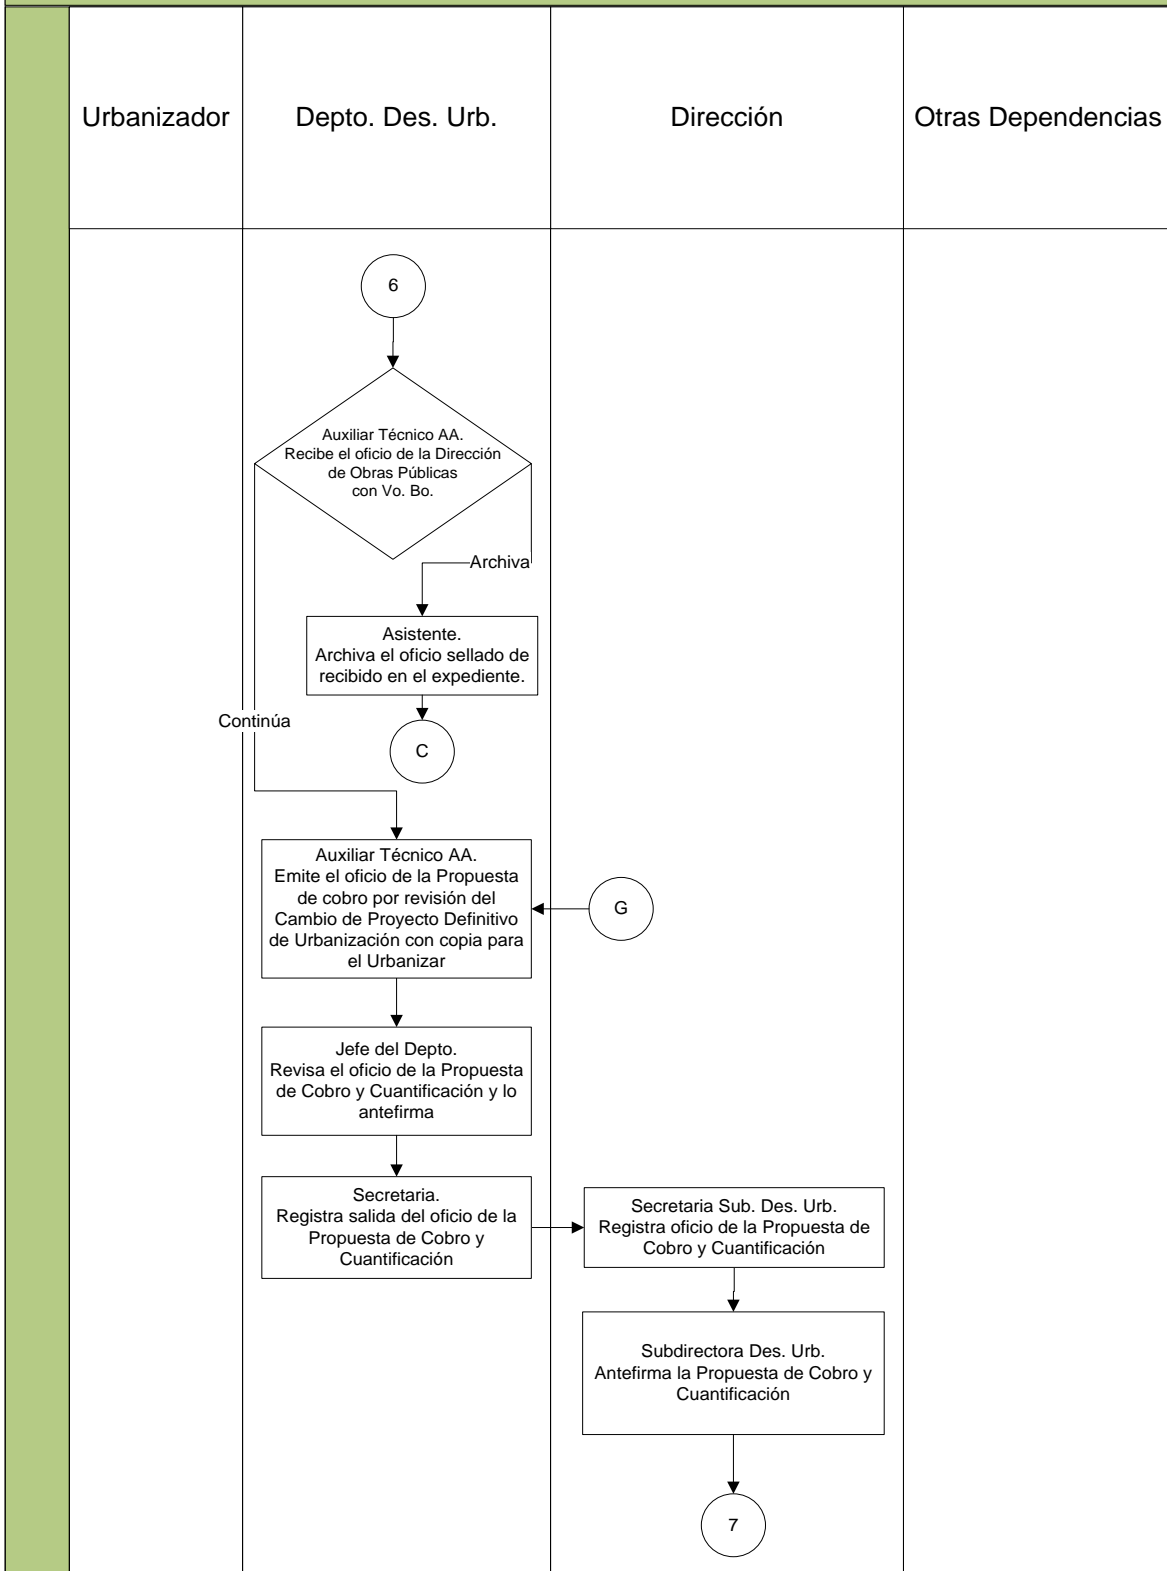 Urbanizador
Depto. Des. Urb.
Dirección
Otras Dependencias
6
Auxiliar Técnico AA.
Recibe el oficio de la Dirección
de Obras Públicas
con Vo. Bo.
Archiva
Asistente.
Archiva el oficio sellado de
recibido en el expediente.
Continúa
C
Auxiliar Técnico AA.
Emite el oficio de la Propuesta
de cobro por revisión del
Cambio de Proyecto Definitivo
de Urbanización con copia para
el Urbanizar
G
Jefe del Depto.
Revisa el oficio de la Propuesta
de Cobro y Cuantificación y lo
antefirma
Secretaria.
Registra salida del oficio de la
Propuesta de Cobro y
Cuantificación
Secretaria Sub. Des. Urb.
Registra oficio de la Propuesta de
Cobro y Cuantificación
Subdirectora Des. Urb.
Antefirma la Propuesta de Cobro y
Cuantificación
7